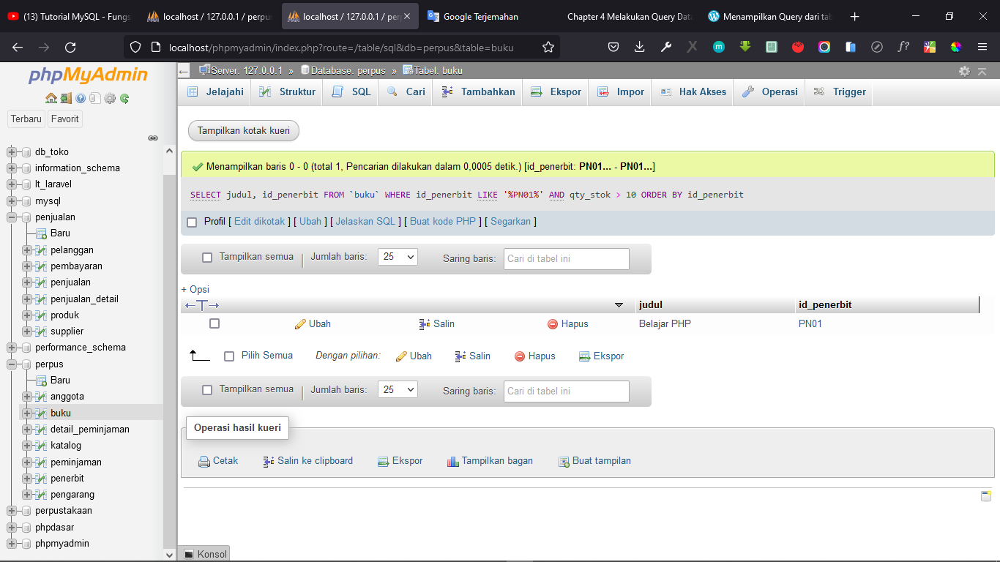 (13) Tutorial MySQL - Fungs
localhost / 127.0.0.1 / perpus
localhost / 127.0.0.1 / perp
Google Terjemahan
Chapter 4 Melakukan Query Data
Menampilkan Query dari tab
localhost/phpmyadmin/index.php?route=/table/sql&db=perpus&table=buku
phpMyAdmin
Terbaru Favorit
db_toko
information_schema
lt_laravel
mysql
penjualan
Baru
pelanggan
pembayaran
penjualan
penjualan_detail
produk
supplier
performance_schema
perpus
Baru
anggota
buku
detail_peminjaman
katalog
peminjaman
penerbit
pengarang
perpustakaan
phpdasar
phpmyadmin
Server: 127.0.0.1 » Database: perpus » Tabel: buku
Jelajahi Struktur SQL Cari Tambahkan Ekspor Impor Hak Akses Operasi Trigger
Tampilkan kotak kueri
Menampilkan baris 0 - 0 (total 1, Pencarian dilakukan dalam 0,0005 detik.) [id_penerbit: PN01... - PN01...]
SELECT judul, id_penerbit FROM `buku` WHERE id_penerbit LIKE '%PN01%' AND qty_stok > 10 ORDER BY id_penerbit
Profil [ Edit dikotak ] [ Ubah ] [ Jelaskan SQL ] [ Buat kode PHP ] [ Segarkan ]
Tampilkan semua Jumlah baris: 25 Saring baris: Cari di tabel ini
+ Opsi
←T→ judul id_penerbit
Ubah Salin Hapus Belajar PHP PN01
Pilih Semua Dengan pilihan: Ubah Salin Hapus Ekspor
Tampilkan semua Jumlah baris: 25 Saring baris: Cari di tabel ini
Operasi hasil kueri
Cetak Salin ke clipboard Ekspor Tampilkan bagan Buat tampilan
Konsol